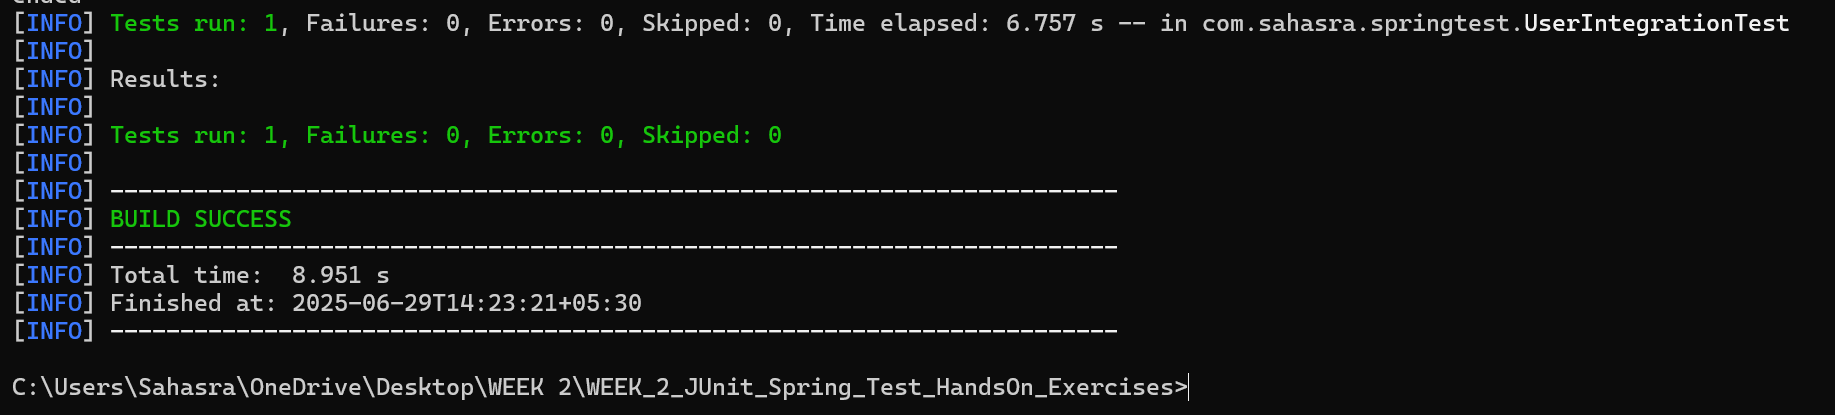 [INFO] Tests run: 1, Failures: 0, Errors: 0, Skipped: 0, Time elapsed: 6.757 s -- in com.sahasra.springtest.UserIntegrationTest
[INFO]
[INFO] Results:
[INFO]
[INFO] Tests run: 1, Failures: 0, Errors: 0, Skipped: 0
[INFO]
[INFO] ------------------------------------------------------------------------
[INFO] BUILD SUCCESS
[INFO] ------------------------------------------------------------------------
[INFO] Total time:  8.951 s
[INFO] Finished at: 2025-06-29T14:23:21+05:30
[INFO] ------------------------------------------------------------------------
C:\Users\Sahasra\OneDrive\Desktop\WEEK 2\WEEK_2_JUnit_Spring_Test_HandsOn_Exercises>